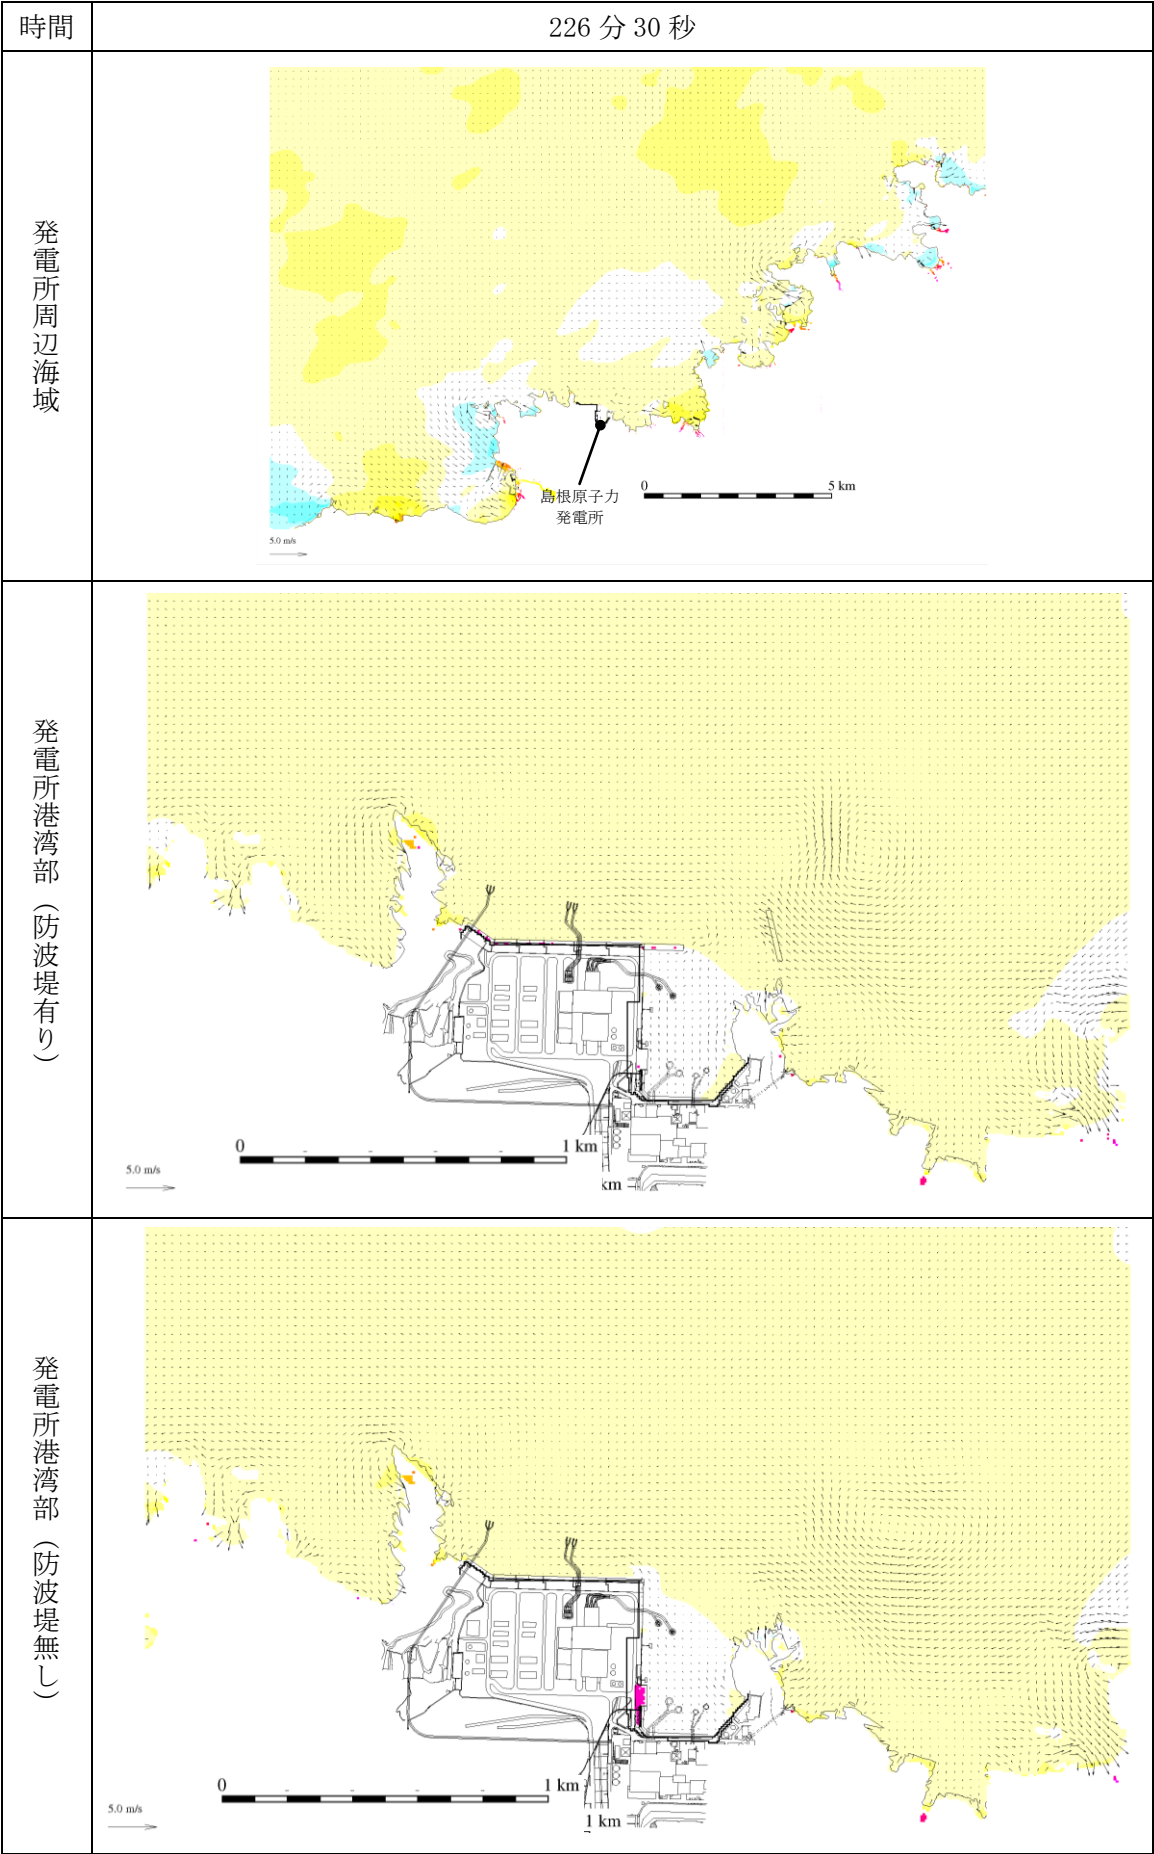 時間
226 分 30 秒
発電所周辺海域
島根原子力
発電所
0
5 km
5.0 m/s
発電所港湾部（防波堤有り）
0
1 km
5.0 m/s
km
発電所港湾部（防波堤無し）
0
1 km
5.0 m/s
1 km